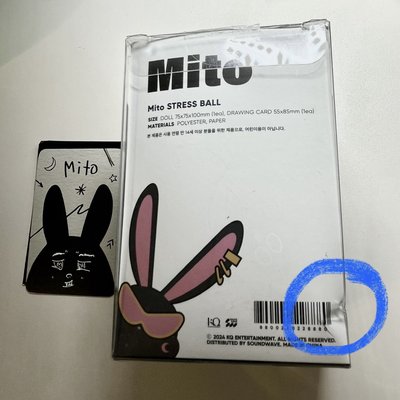 Mito
Mito STRESS BALL
SIZE DOLL 75x75x100mm (1ea), DRAWING CARD 55x85mm (1ea)
MATERIALS POLYESTER, PAPER
본 제품은 사용 연령 만 14세 이상 분들을 위한 제품으로, 어린이용이 아닙니다.
Mito
KQ
© 2024 KQ ENTERTAINMENT. ALL RIGHTS RESERVED.
DISTRIBUTED BY SOUNDWAVE. MADE IN CHINA